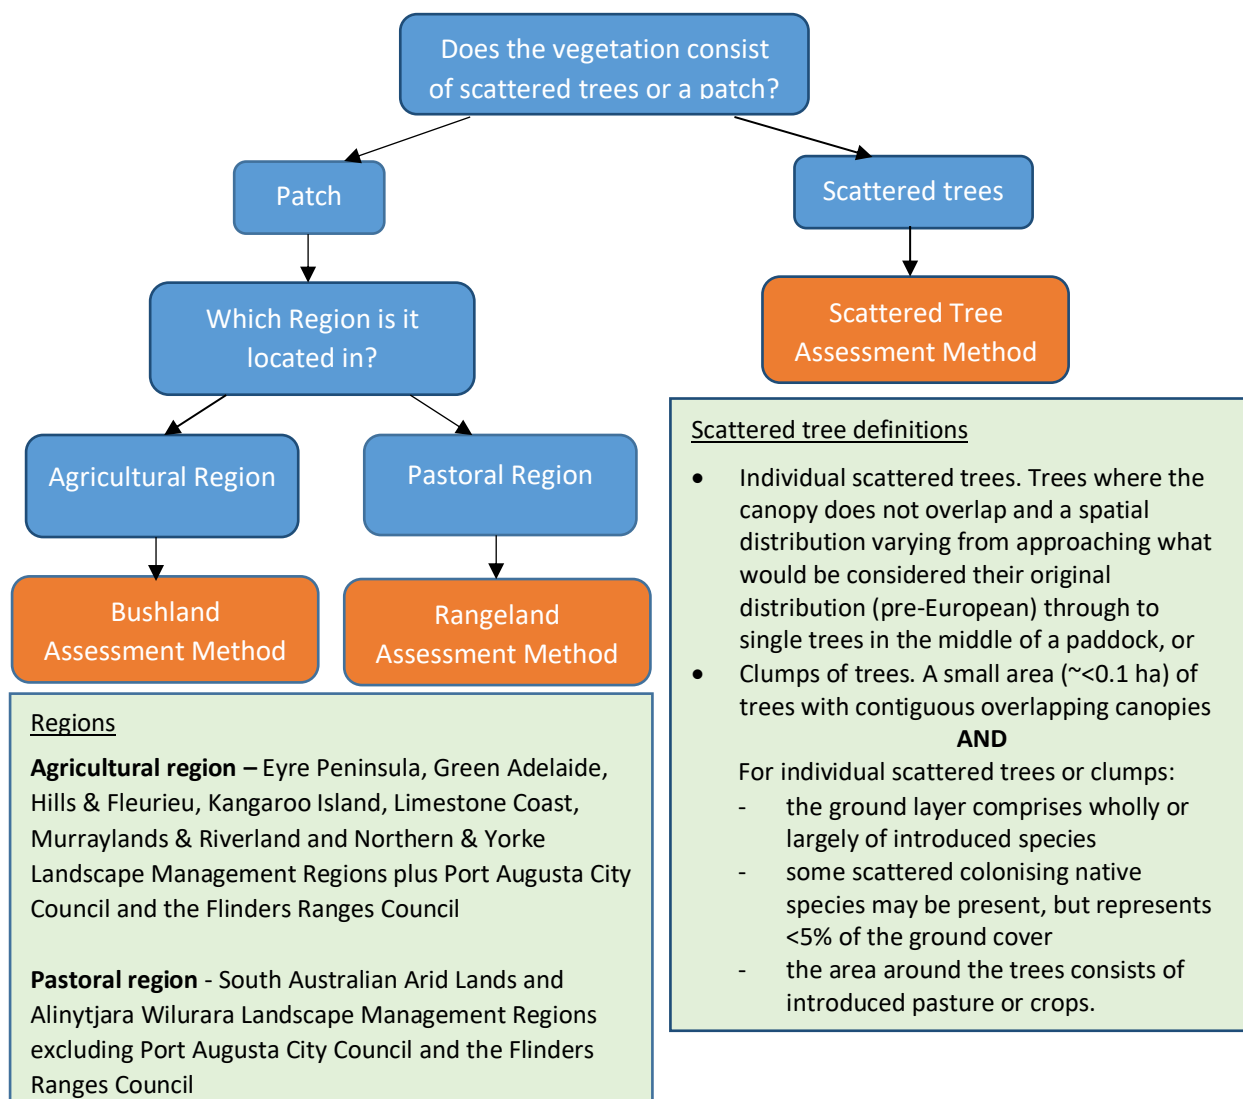 Does the vegetation consist
of scattered trees or a patch?
Patch
Scattered trees
Which Region is it
located in?
Scattered Tree
Assessment Method
Agricultural Region
Pastoral Region
Bushland
Assessment Method
Rangeland
Assessment Method
Regions
Agricultural region – Eyre Peninsula, Green Adelaide,
Hills & Fleurieu, Kangaroo Island, Limestone Coast,
Murraylands & Riverland and Northern & Yorke
Landscape Management Regions plus Port Augusta City
Council and the Flinders Ranges Council
Pastoral region - South Australian Arid Lands and
Alinytjara Wilurara Landscape Management Regions
excluding Port Augusta City Council and the Flinders
Ranges Council
Scattered tree definitions
• Individual scattered trees. Trees where the
canopy does not overlap and a spatial
distribution varying from approaching what
would be considered their original
distribution (pre-European) through to
single trees in the middle of a paddock, or
• Clumps of trees. A small area (~<0.1 ha) of
trees with contiguous overlapping canopies
AND
For individual scattered trees or clumps:
- the ground layer comprises wholly or
largely of introduced species
- some scattered colonising native
species may be present, but represents
<5% of the ground cover
- the area around the trees consists of
introduced pasture or crops.